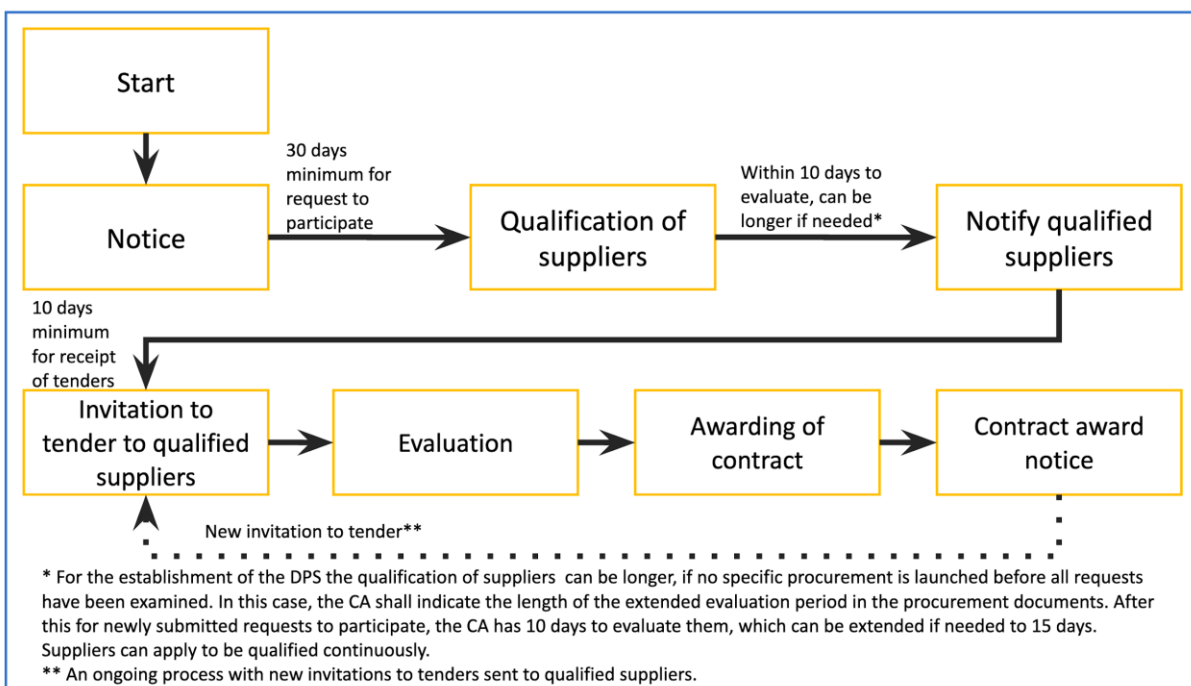 Start
30 days
minimum for
request to
participate
Within 10 days to
evaluate, can be
longer if needed*
Notice
Qualification of
suppliers
Notify qualified
suppliers
10 days
minimum
for receipt
of tenders
Invitation to
tender to qualified
suppliers
Evaluation
Awarding of
contract
Contract award
notice
New invitation to tender**
* For the establishment of the DPS the qualification of suppliers can be longer, if no specific procurement is launched before all requests
have been examined. In this case, the CA shall indicate the length of the extended evaluation period in the procurement documents. After
this for newly submitted requests to participate, the CA has 10 days to evaluate them, which can be extended if needed to 15 days.
Suppliers can apply to be qualified continuously.
** An ongoing process with new invitations to tenders sent to qualified suppliers.